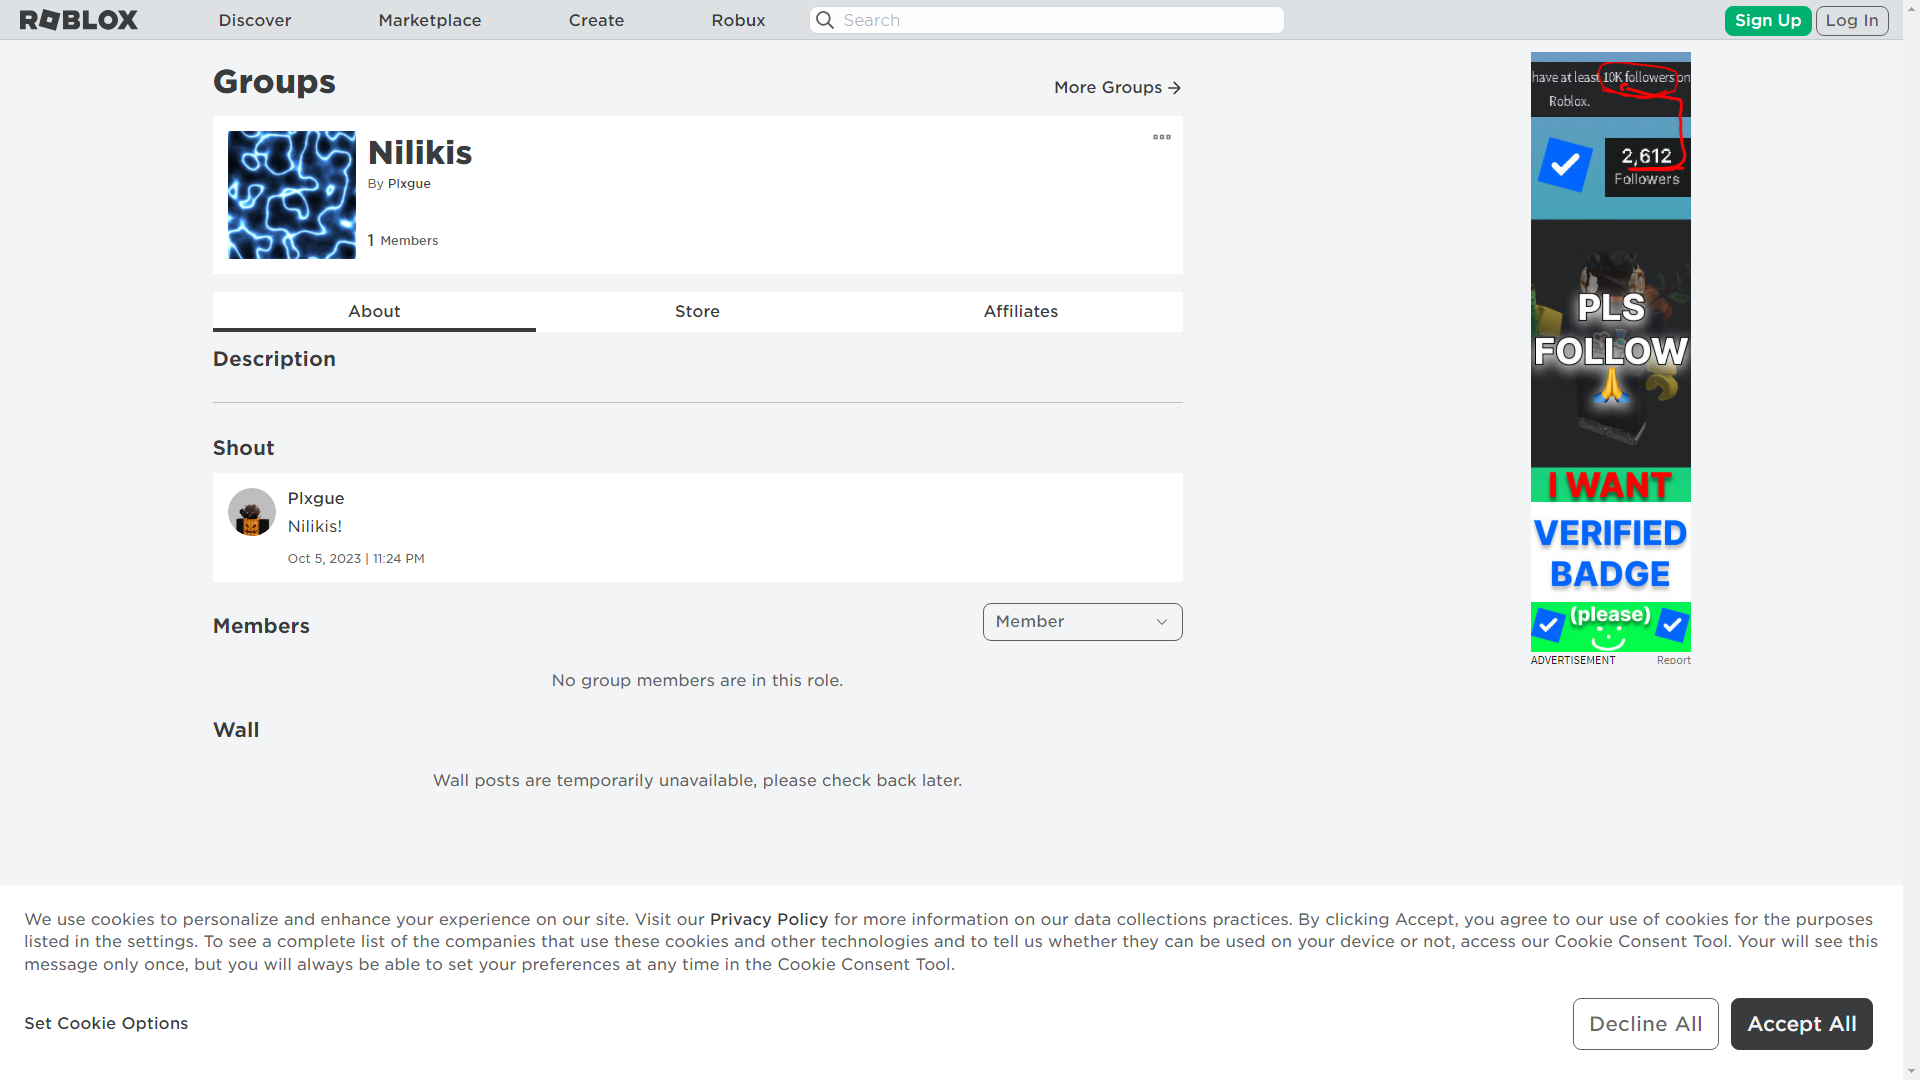 ROBLOX
Discover
Marketplace
Create
Robux
Search
Sign Up
Log In
Groups
More Groups
Nilikis
By Plxgue
1 Members
About
Store
Affiliates
Description
Shout
Plxgue
Nilikis!
Oct 5, 2023 | 11:24 PM
Members
Member
No group members are in this role.
Wall
Wall posts are temporarily unavailable, please check back later.
have at least 10K followers on
Roblox.
2,612
Followers
PLS
FOLLOW
I WANT
VERIFIED
BADGE
(please)
ADVERTISEMENT
Report
We use cookies to personalize and enhance your experience on our site. Visit our Privacy Policy for more information on our data collections practices. By clicking Accept, you agree to our use of cookies for the purposes
listed in the settings. To see a complete list of the companies that use these cookies and other technologies and to tell us whether they can be used on your device or not, access our Cookie Consent Tool. Your will see this
message only once, but you will always be able to set your preferences at any time in the Cookie Consent Tool.
Set Cookie Options
Decline All
Accept All